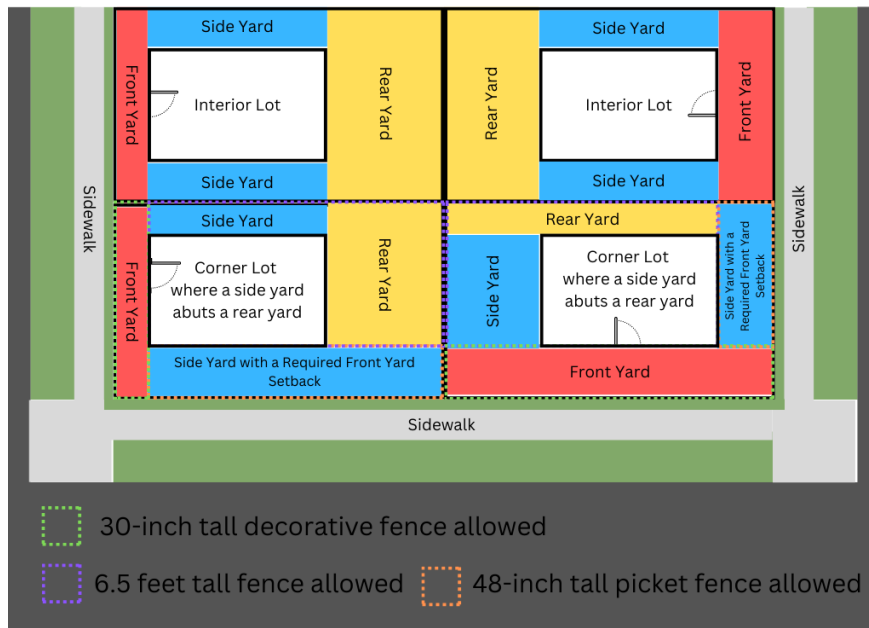 Side Yard
Side Yard
Front Yard
Interior Lot
Rear Yard
Rear Yard
Interior Lot
Front Yard
Side Yard
Side Yard
Sidewalk
Sidewalk
Side Yard
Rear Yard
Front Yard
Corner Lot
where a side yard
abuts a rear yard
Rear Yard
Side Yard
Corner Lot
where a side yard
abuts a rear yard
Side Yard with a
Required Front Yard
Setback
Side Yard with a Required Front Yard
Setback
Front Yard
Sidewalk
30-inch tall decorative fence allowed
6.5 feet tall fence allowed
48-inch tall picket fence allowed